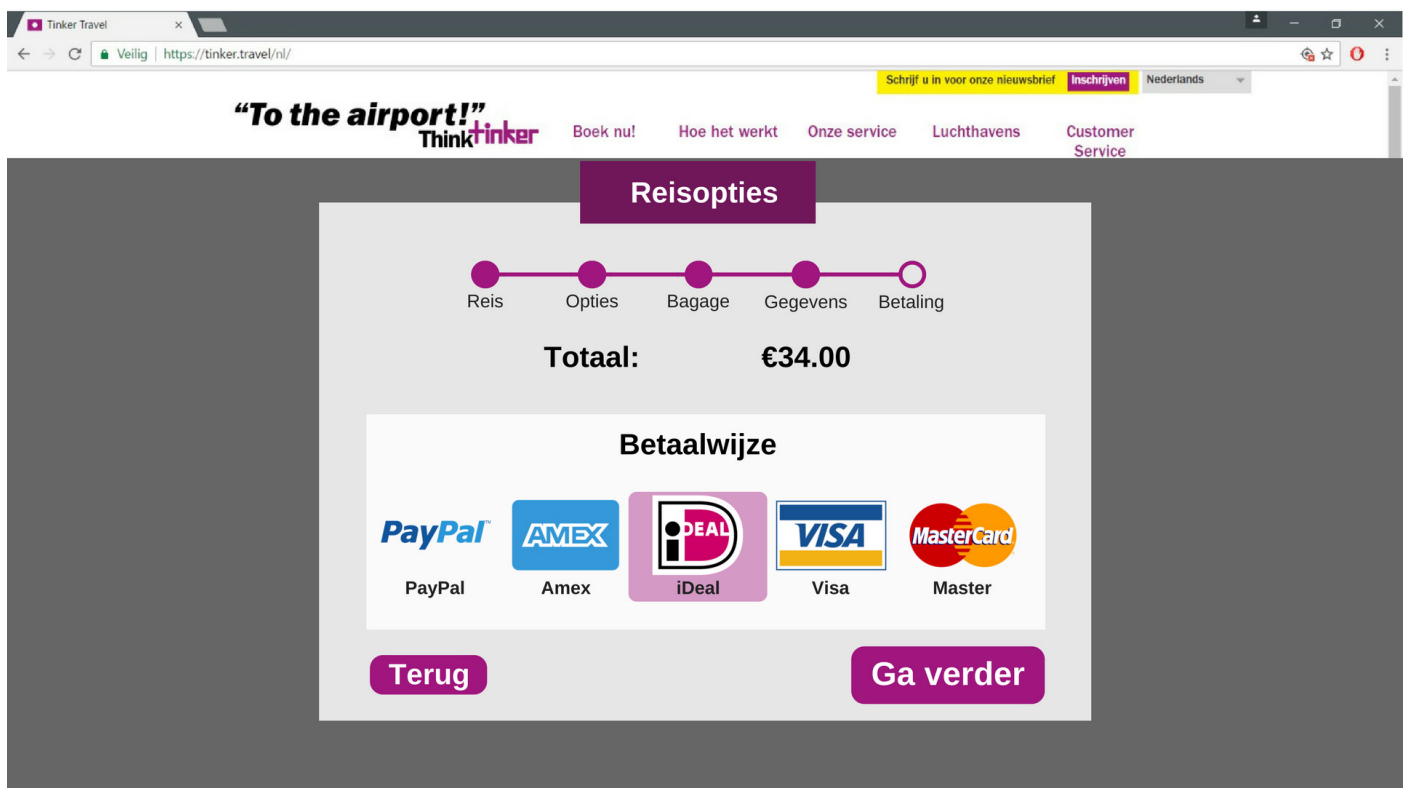 Tinker Travel
Veilig | https://tinker.travel/nl/
Schrijf u in voor onze nieuwsbrief Inschrijven Nederlands
“To the airport!”
Think tinker
Boek nu! Hoe het werkt Onze service Luchthavens Customer Service
Reisopties
Reis Opties Bagage Gegevens Betaling
Totaal: €34.00
Betaalwijze
PayPal™ AMEX iDEAL VISA MasterCard
PayPal Amex iDeal Visa Master
Terug Ga verder